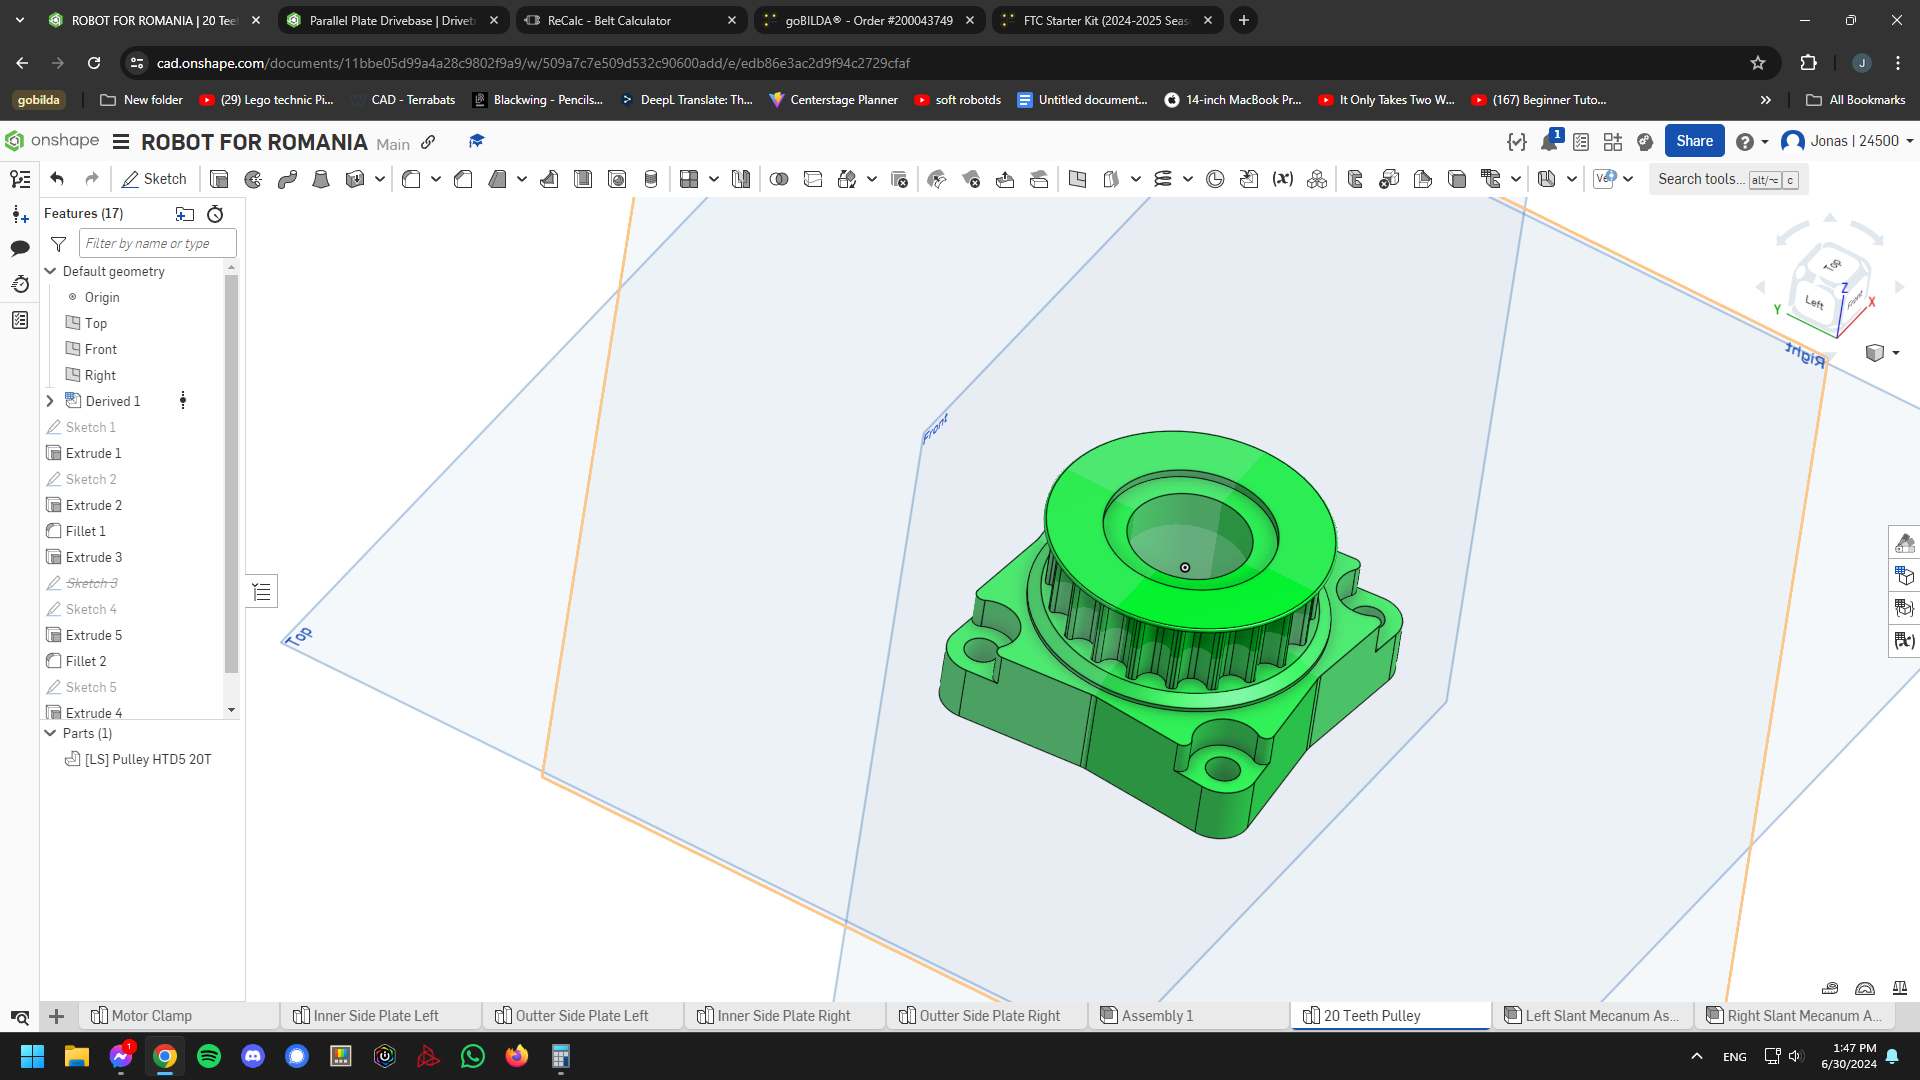 ROBOT FOR ROMANIA | 20 Tee
Parallel Plate Drivebase | Drivet
ReCalc - Belt Calculator
goBILDA® - Order #200043749
FTC Starter Kit (2024-2025 Seas
cad.onshape.com/documents/11bbe05d99a4a28c9802f9a9/w/509a7c7e509d532c90600add/e/edb86e3ac2d9f94c2729cfaf
J
gobilda
New folder
(29) Lego technic Pi...
CAD - Terrabats
Blackwing - Pencils...
DeepL Translate: Th...
Centerstage Planner
soft robotds
Untitled document...
14-inch MacBook Pr...
It Only Takes Two W...
(167) Beginner Tuto...
All Bookmarks
onshape
ROBOT FOR ROMANIA
Main
1
Share
Jonas | 24500
Sketch
Search tools...
alt/⌥
c
Features (17)
Filter by name or type
Default geometry
Origin
Top
Front
Right
Derived 1
Sketch 1
Extrude 1
Sketch 2
Extrude 2
Fillet 1
Extrude 3
Sketch 3
Sketch 4
Extrude 5
Fillet 2
Sketch 5
Extrude 4
Parts (1)
[LS] Pulley HTD5 20T
Top
Front
Right
Top
Left
Front
Z
Y
X
Motor Clamp
Inner Side Plate Left
Outer Side Plate Left
Inner Side Plate Right
Outer Side Plate Right
Assembly 1
20 Teeth Pulley
Left Slant Mecanum As...
Right Slant Mecanum A...
1
ENG
1:47 PM
6/30/2024